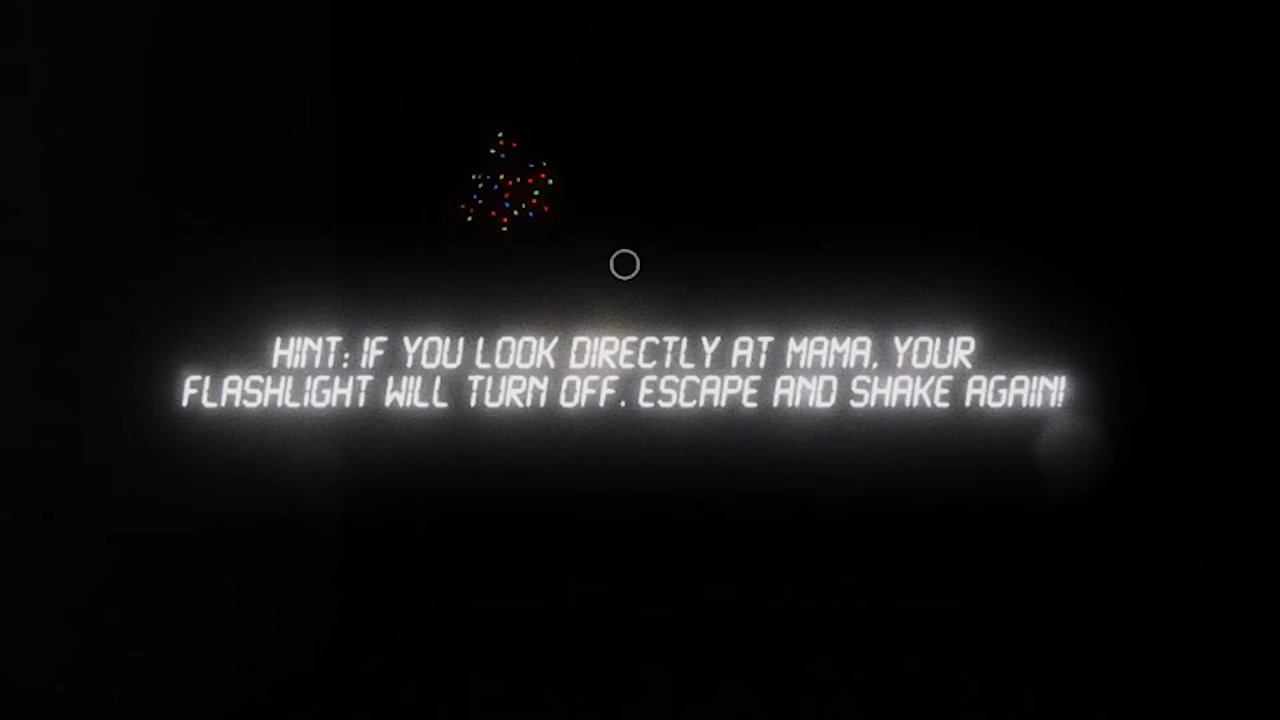 HINT: IF YOU LOOK DIRECTLY AT MAMA, YOUR
FLASHLIGHT WILL TURN OFF. ESCAPE AND SHAKE AGAIN!